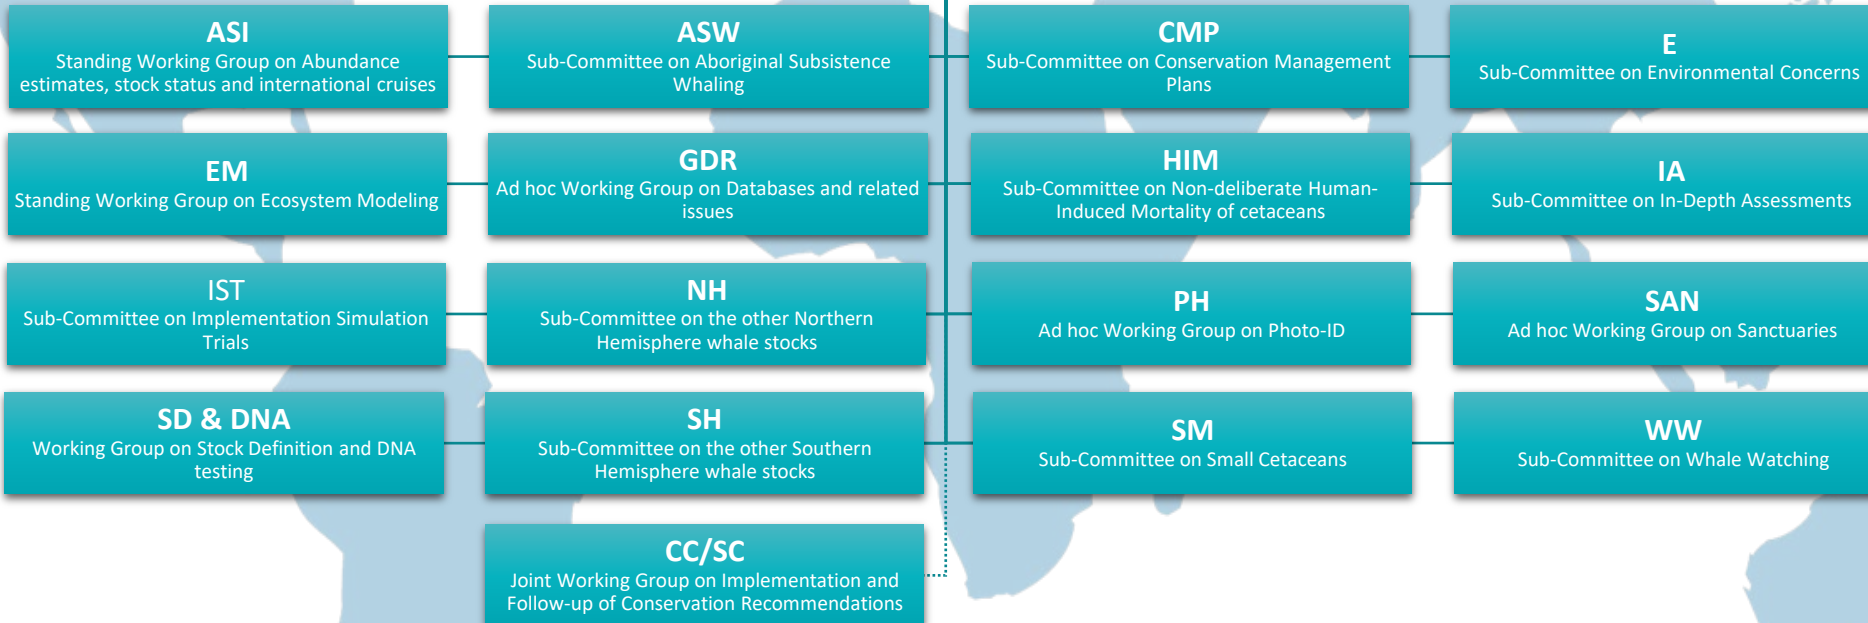 ASI
Standing Working Group on Abundance
estimates, stock status and international cruises
ASW
Sub-Committee on Aboriginal Subsistence
Whaling
CMP
Sub-Committee on Conservation Management
Plans
E
Sub-Committee on Environmental Concerns
EM
Standing Working Group on Ecosystem Modeling
GDR
Ad hoc Working Group on Databases and related
issues
HIM
Sub-Committee on Non-deliberate Human-
Induced Mortality of cetaceans
IA
Sub-Committee on In-Depth Assessments
IST
Sub-Committee on Implementation Simulation
Trials
NH
Sub-Committee on the other Northern
Hemisphere whale stocks
PH
Ad hoc Working Group on Photo-ID
SAN
Ad hoc Working Group on Sanctuaries
SD & DNA
Working Group on Stock Definition and DNA
testing
SH
Sub-Committee on the other Southern
Hemisphere whale stocks
SM
Sub-Committee on Small Cetaceans
WW
Sub-Committee on Whale Watching
CC/SC
Joint Working Group on Implementation and
Follow-up of Conservation Recommendations